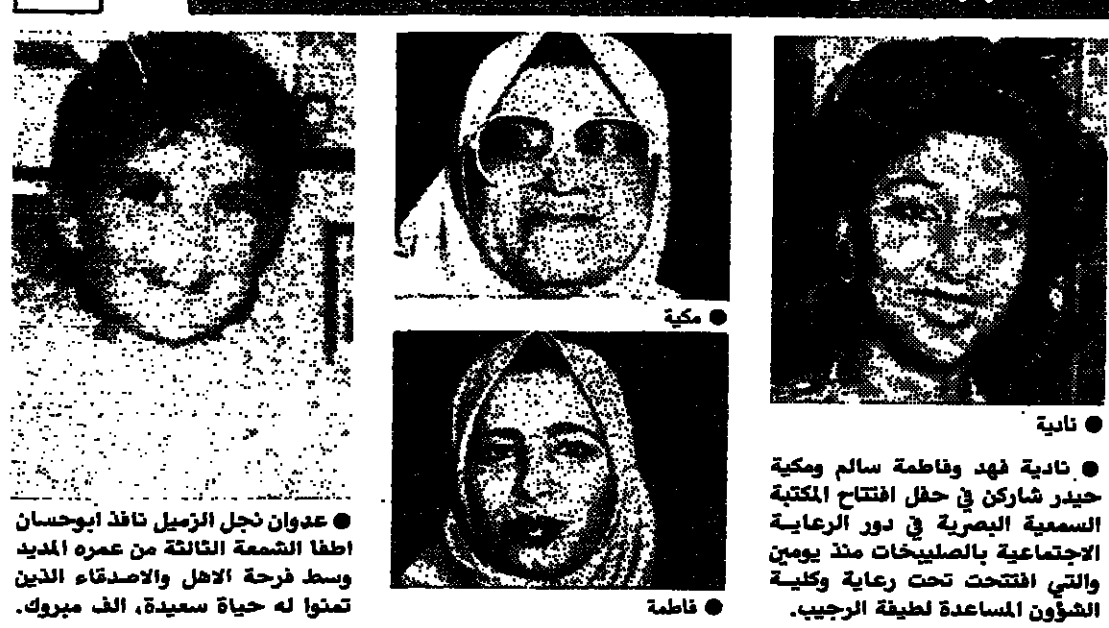 ● نادية
● نادية فهد وفاطمة سالم ومكية
حيدر شاركن في حفل افتتاح المكتبة
السمعية البصرية في دور الرعايـة
الاجتماعية بالصليبخات منذ يومين
والتي افتتحت تحت رعاية وكليـة
الشؤون المساعدة لطيفة الرجيب.
● مكية
● فاطمة
● عدوان نجل الزميل نافذ ابوحسان
اطفا الشمعة الثالثة من عمره المديد
وسط فرحة الاهل والاصدقاء الذين
تمنوا له حياة سعيدة، الف مبروك.